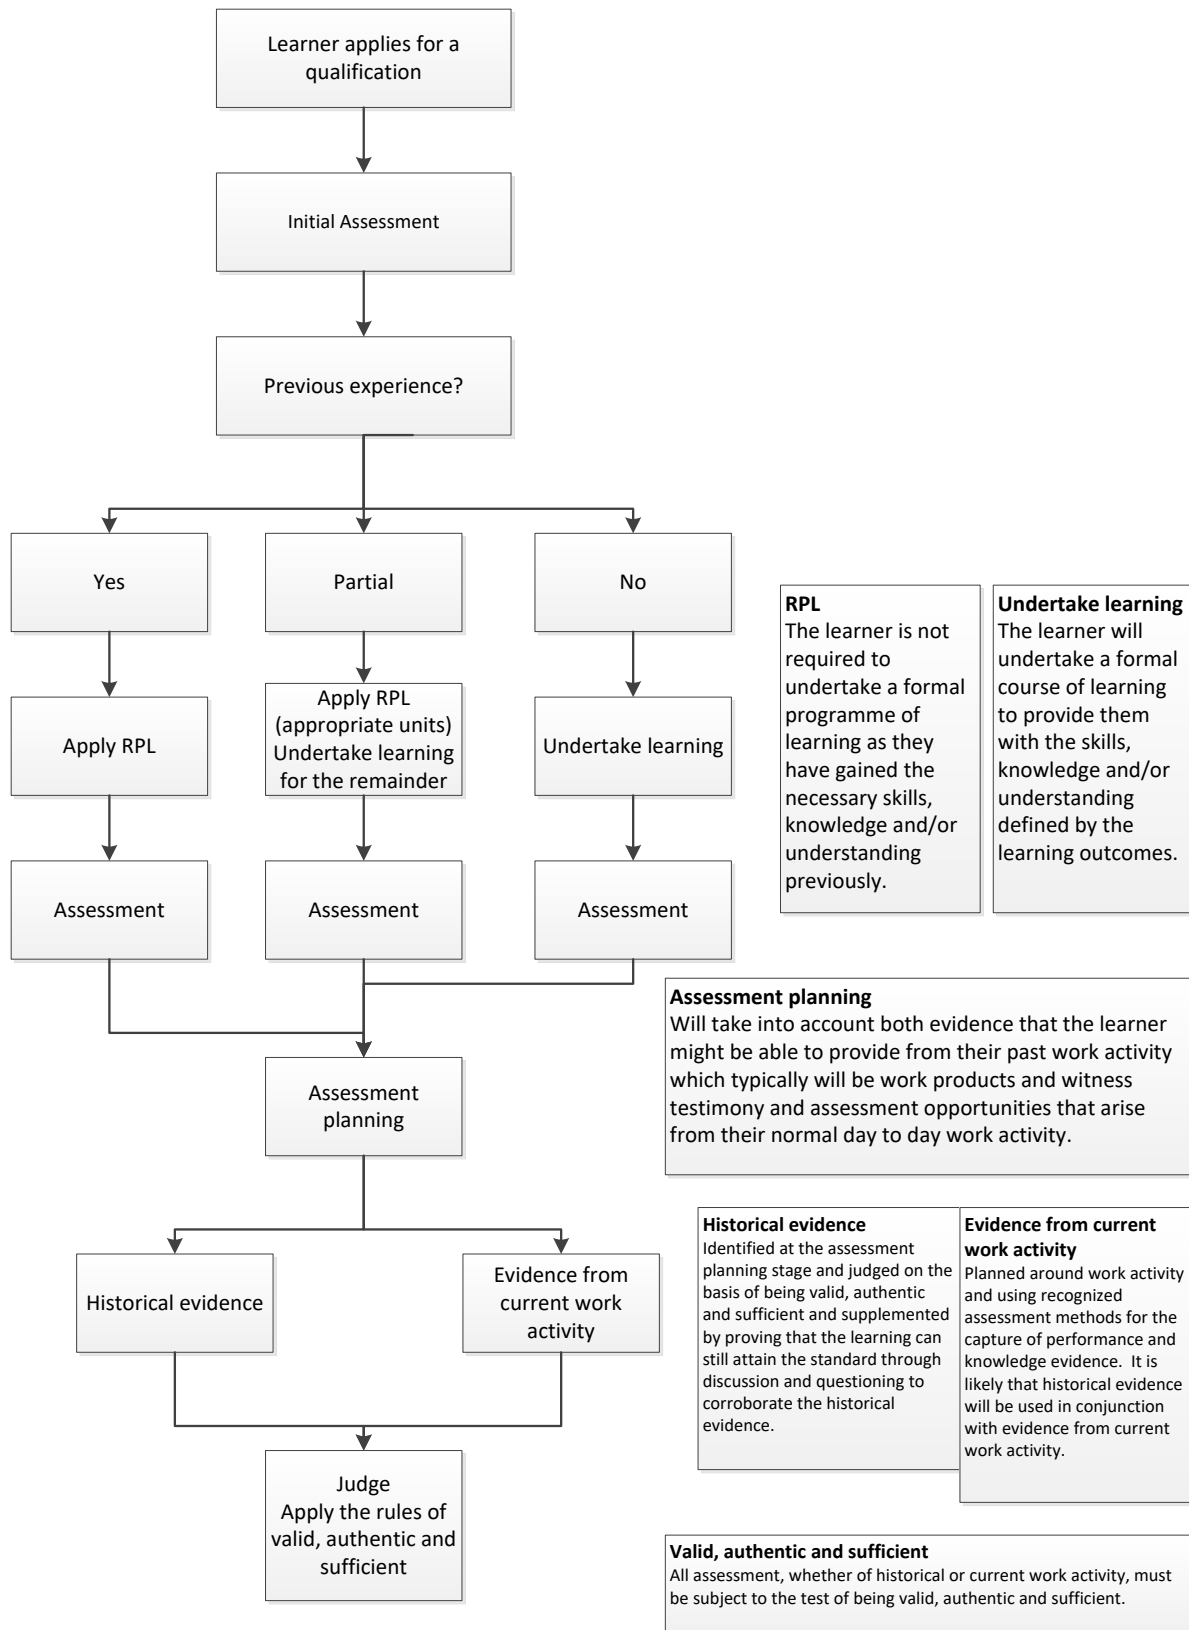 Learner applies for a
qualification
Initial Assessment
Previous experience?
Yes
Partial
No
Apply RPL
Apply RPL
(appropriate units)
Undertake learning
for the remainder
Undertake learning
Assessment
Assessment
Assessment
RPL
The learner is not
required to
undertake a formal
programme of
learning as they
have gained the
necessary skills,
knowledge and/or
understanding
previously.
Undertake learning
The learner will
undertake a formal
course of learning
to provide them
with the skills,
knowledge and/or
understanding
defined by the
learning outcomes.
Assessment planning
Will take into account both evidence that the learner
might be able to provide from their past work activity
which typically will be work products and witness
testimony and assessment opportunities that arise
from their normal day to day work activity.
Assessment
planning
Historical evidence
Evidence from
current work
activity
Historical evidence
Identified at the assessment
planning stage and judged on the
basis of being valid, authentic
and sufficient and supplemented
by proving that the learning can
still attain the standard through
discussion and questioning to
corroborate the historical
evidence.
Evidence from current
work activity
Planned around work activity
and using recognized
assessment methods for the
capture of performance and
knowledge evidence.  It is
likely that historical evidence
will be used in conjunction
with evidence from current
work activity.
Judge
Apply the rules of
valid, authentic and
sufficient
Valid, authentic and sufficient
All assessment, whether of historical or current work activity, must
be subject to the test of being valid, authentic and sufficient.